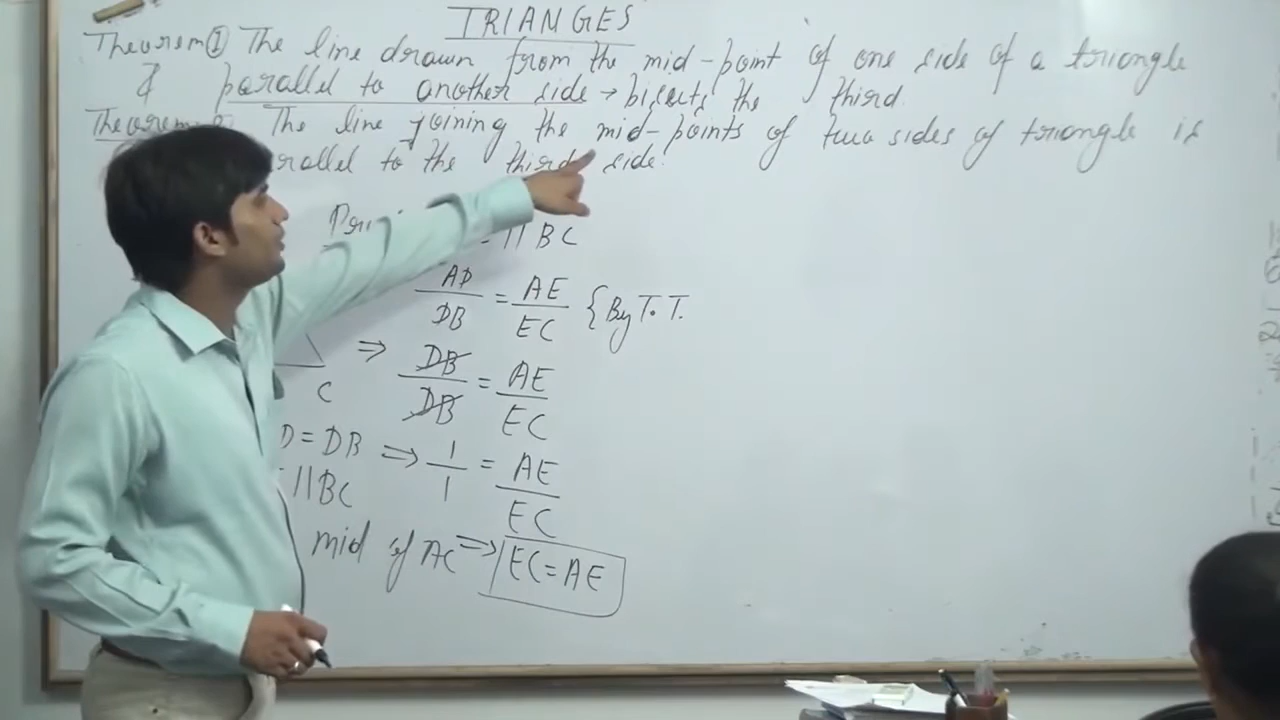 TRIANGES
Theorem ① The line drawn from the mid-point of one side of a triangle
& parallel to another side → bisects the third.
Theorem The line joining the mid-points of two sides of triangle is
to the third side.
|| BC
AD/DB = AE/EC {By T. T.
C ⇒ DB/DB = AE/EC
D = DB ⇒ 1/1 = AE/EC
|| BC
mid of AC ⇒ EC = AE